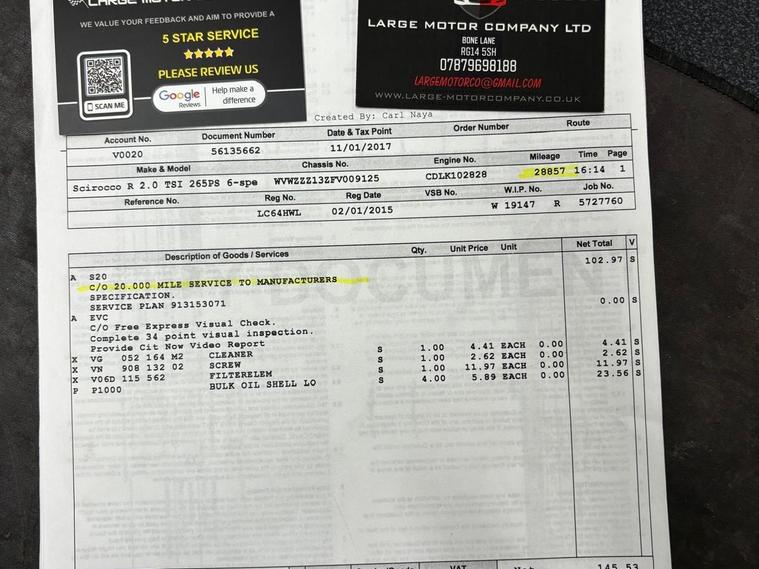 WE VALUE YOUR FEEDBACK AND AIM TO PROVIDE A
5 STAR SERVICE
PLEASE REVIEW US
SCAN ME
Google Reviews
Help make a difference
LARGE MOTOR COMPANY LTD
BONE LANE
RG14 5SH
07879698188
LARGEMOTORCO@GMAIL.COM
WWW.LARGE-MOTORCOMPANY.CO.UK
Created By: Carl Naya
Account No. Document Number Date & Tax Point Order Number Route
V0020 56135662 11/01/2017
Make & Model Chassis No. Engine No. Mileage Time Page
Scirocco R 2.0 TSI 265PS 6-spe WVWZZZ13ZFV009125 CDLK102828 28857 16:14 1
Reference No. Reg No. Reg Date VSB No. W.I.P. No. Job No.
LC64HWL 02/01/2015 W 19147 R 5727760
Description of Goods / Services Qty. Unit Price Unit Net Total V
A S20 102.97 S
C/O 20.000 MILE SERVICE TO MANUFACTURERS
SPECIFICATION.
SERVICE PLAN 913153071
A EVC 0.00 S
C/O Free Express Visual Check.
Complete 34 point visual inspection.
Provide Cit Now Video Report
X VG 052 164 M2 CLEANER S 1.00 4.41 EACH 0.00 4.41 S
X VN 908 132 02 SCREW S 1.00 2.62 EACH 0.00 2.62 S
X V06D 115 562 FILTERELEM S 1.00 11.97 EACH 0.00 11.97 S
P P1000 BULK OIL SHELL LO S 4.00 5.89 EACH 0.00 23.56 S
VAT
145.53